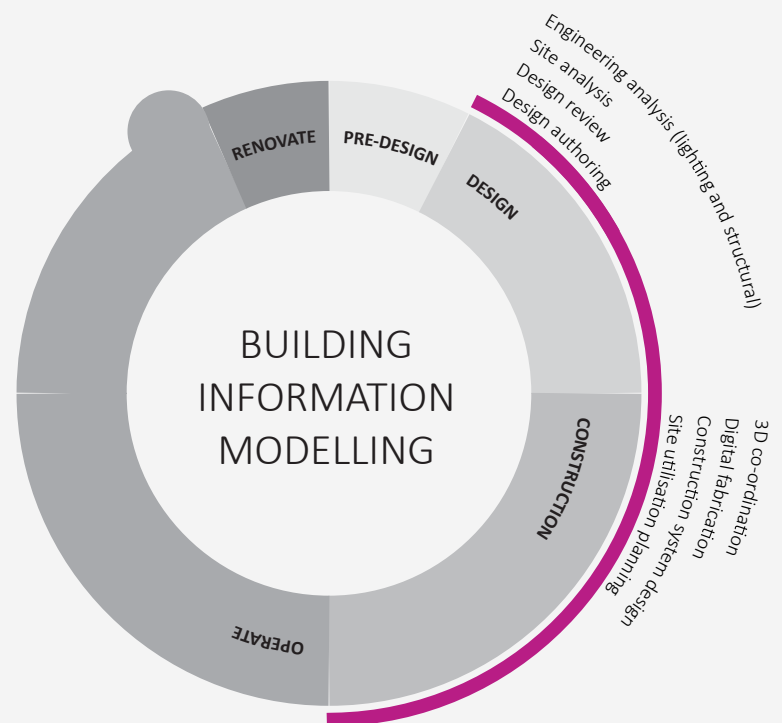 Engineering analysis (lighting and structural)
Site analysis
Design review
Design authoring
RENOVATE
PRE-DESIGN
DESIGN
BUILDING
INFORMATION
MODELLING
CONSTRUCTION
3D co-ordination
Digital fabrication
Construction system design
Site utilisation planning
OPERATE